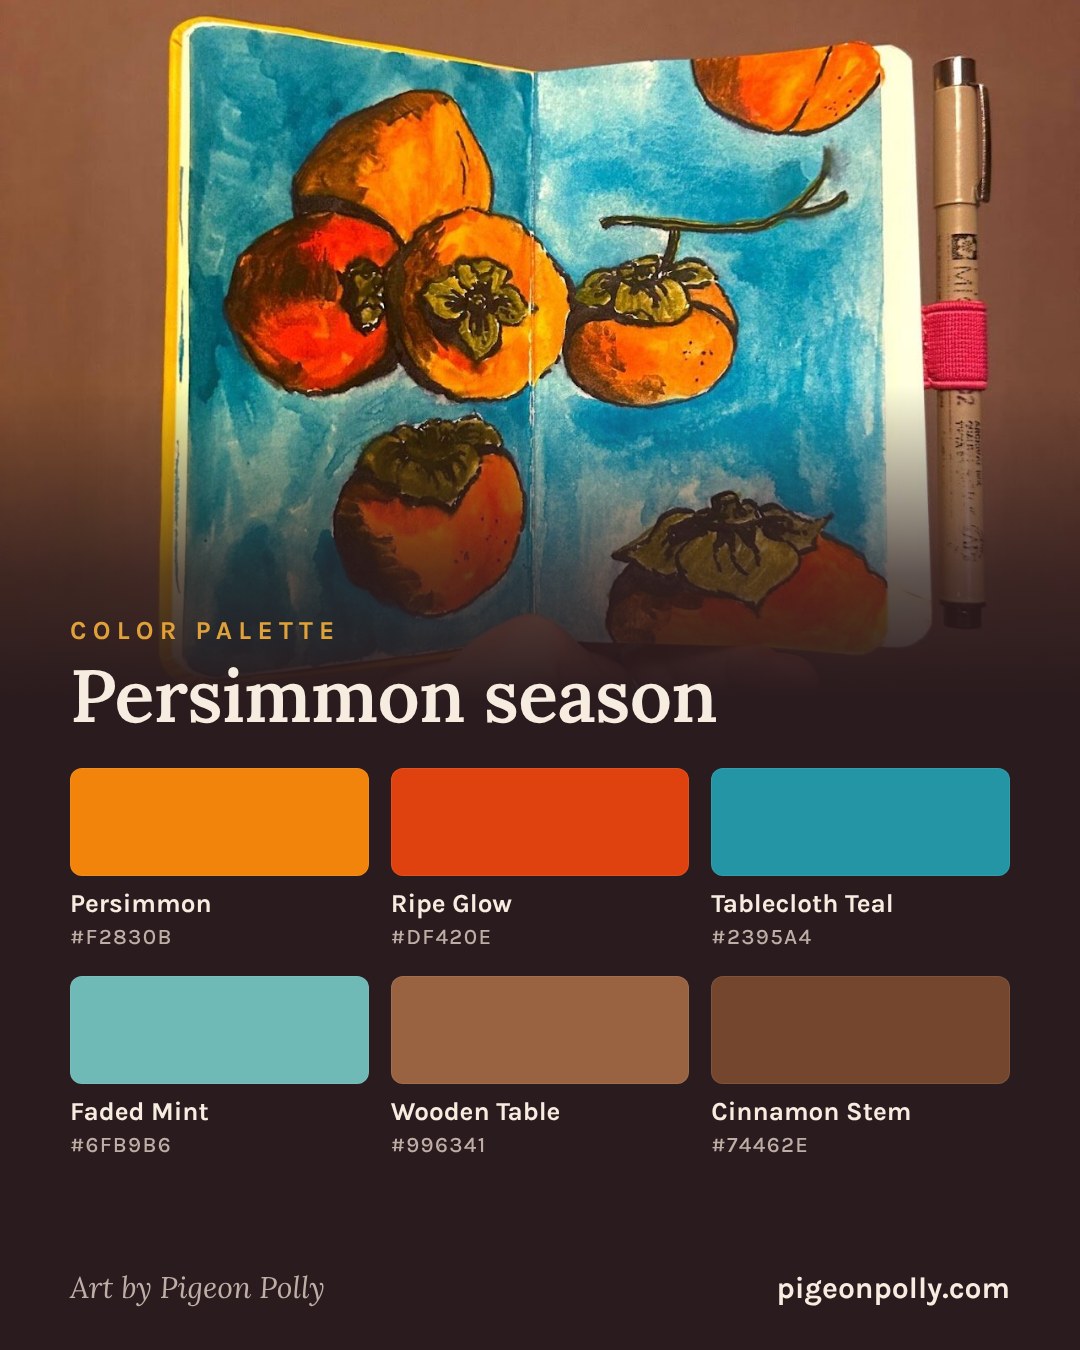 COLOR PALETTE
Persimmon season
Persimmon
#F2830B
Ripe Glow
#DF420E
Tablecloth Teal
#2395A4
Faded Mint
#6FB9B6
Wooden Table
#996341
Cinnamon Stem
#74462E
Art by Pigeon Polly
pigeonpolly.com